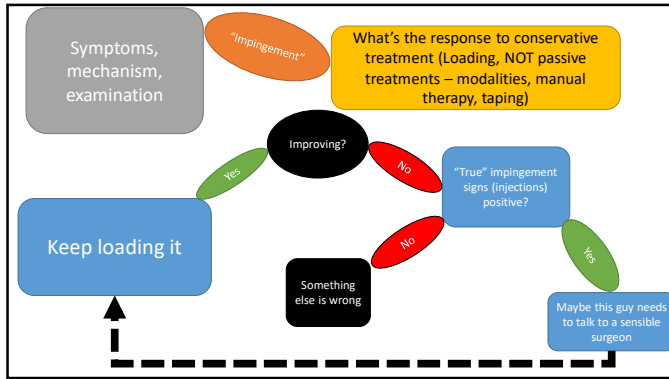 Symptoms,
mechanism,
examination
“Impingement”
What’s the response to conservative
treatment (Loading, NOT passive
treatments – modalities, manual
therapy, taping)
Improving?
Yes
No
Keep loading it
“True” impingement
signs (injections)
positive?
No
Something
else is wrong
Yes
Maybe this guy needs
to talk to a sensible
surgeon